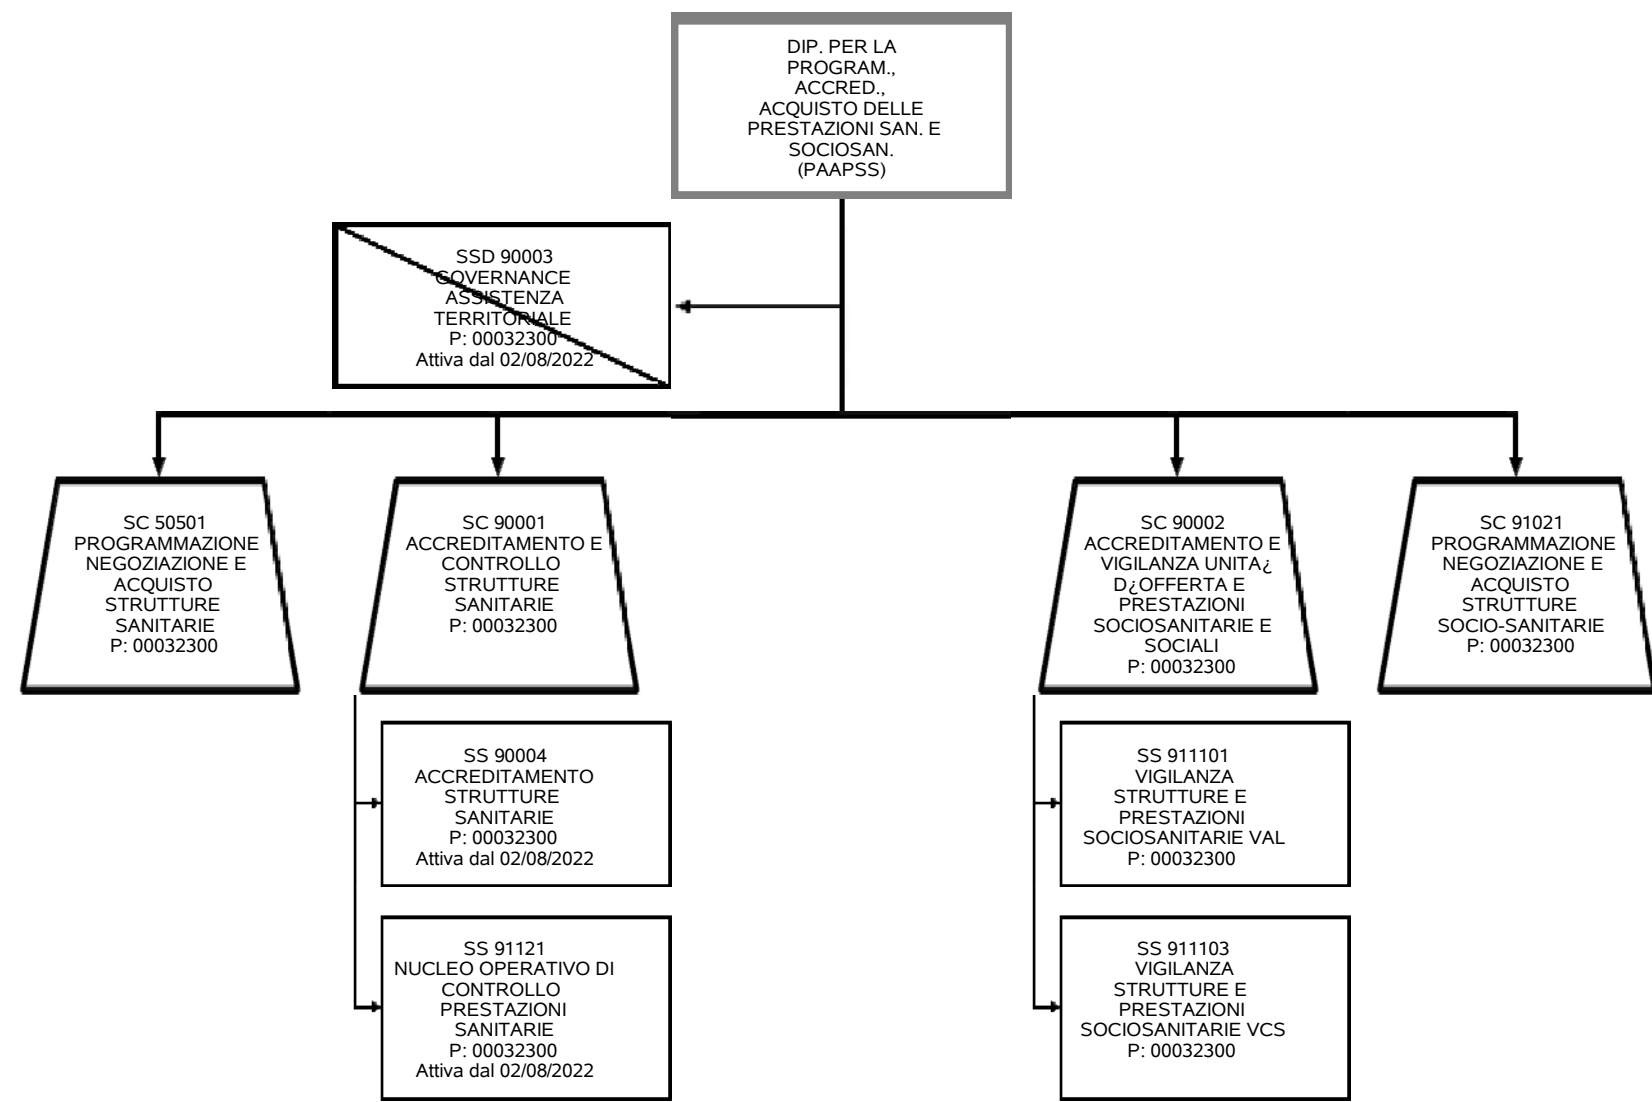 DIP. PER LA
PROGRAM.,
ACCRED.,
ACQUISTO DELLE
PRESTAZIONI SAN. E
SOCIOSAN.
(PAAPSS)
SSD 90003
GOVERNANCE
ASSISTENZA
TERRITORIALE
P: 00032300
Attiva dal 02/08/2022
SC 50501
PROGRAMMAZIONE
NEGOZIAZIONE E
ACQUISTO
STRUTTURE
SANITARIE
P: 00032300
SC 90001
ACCREDITAMENTO E
CONTROLLO
STRUTTURE
SANITARIE
P: 00032300
SC 90002
ACCREDITAMENTO E
VIGILANZA UNITA¿
D¿OFFERTA E
PRESTAZIONI
SOCIOSANITARIE E
SOCIALI
P: 00032300
SC 91021
PROGRAMMAZIONE
NEGOZIAZIONE E
ACQUISTO
STRUTTURE
SOCIO-SANITARIE
P: 00032300
SS 90004
ACCREDITAMENTO
STRUTTURE
SANITARIE
P: 00032300
Attiva dal 02/08/2022
SS 911101
VIGILANZA
STRUTTURE E
PRESTAZIONI
SOCIOSANITARIE VAL
P: 00032300
SS 91121
NUCLEO OPERATIVO DI
CONTROLLO
PRESTAZIONI
SANITARIE
P: 00032300
Attiva dal 02/08/2022
SS 911103
VIGILANZA
STRUTTURE E
PRESTAZIONI
SOCIOSANITARIE VCS
P: 00032300